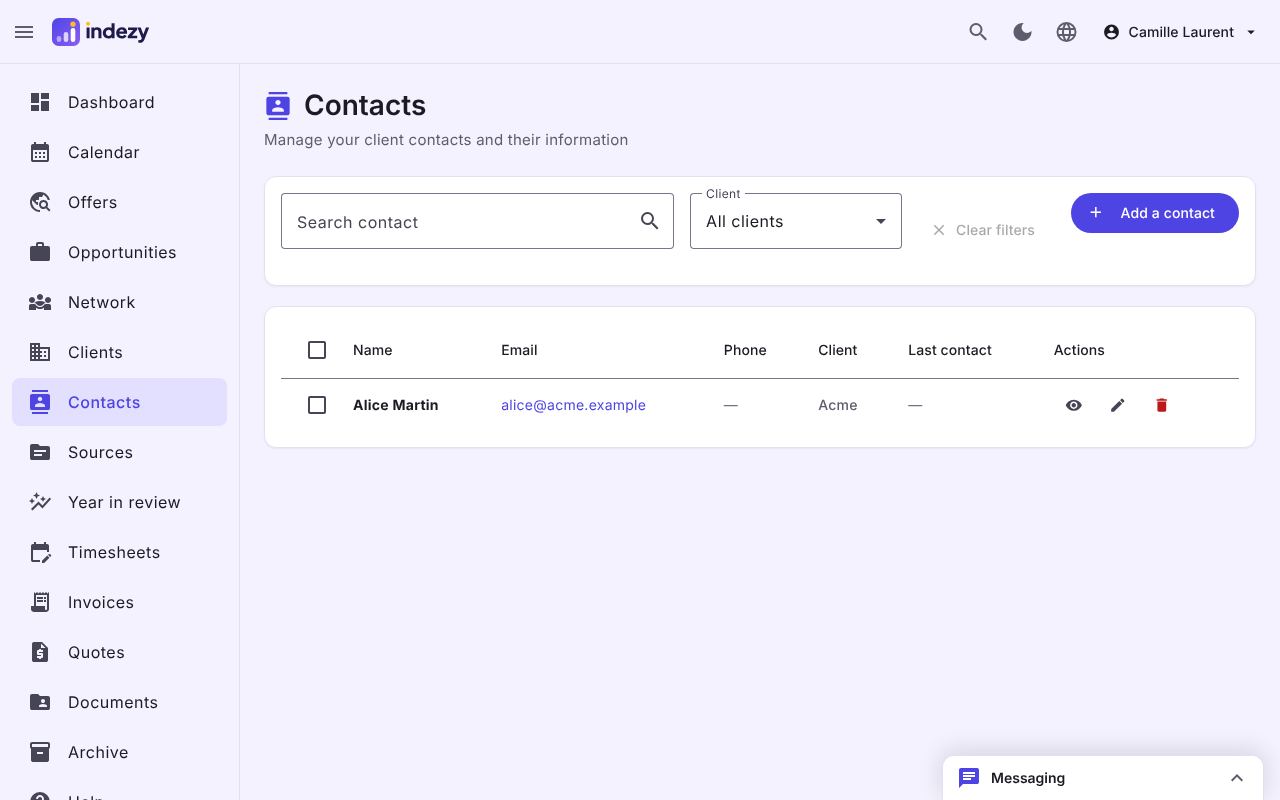 indezy
Camille Laurent
Dashboard
Calendar
Offers
Opportunities
Network
Clients
Contacts
Sources
Year in review
Timesheets
Invoices
Quotes
Documents
Archive
Help
Contacts
Manage your client contacts and their information
Search contact
Client
All clients
Clear filters
Add a contact
Name Email Phone Client Last contact Actions
Alice Martin alice@acme.example — Acme —
Messaging